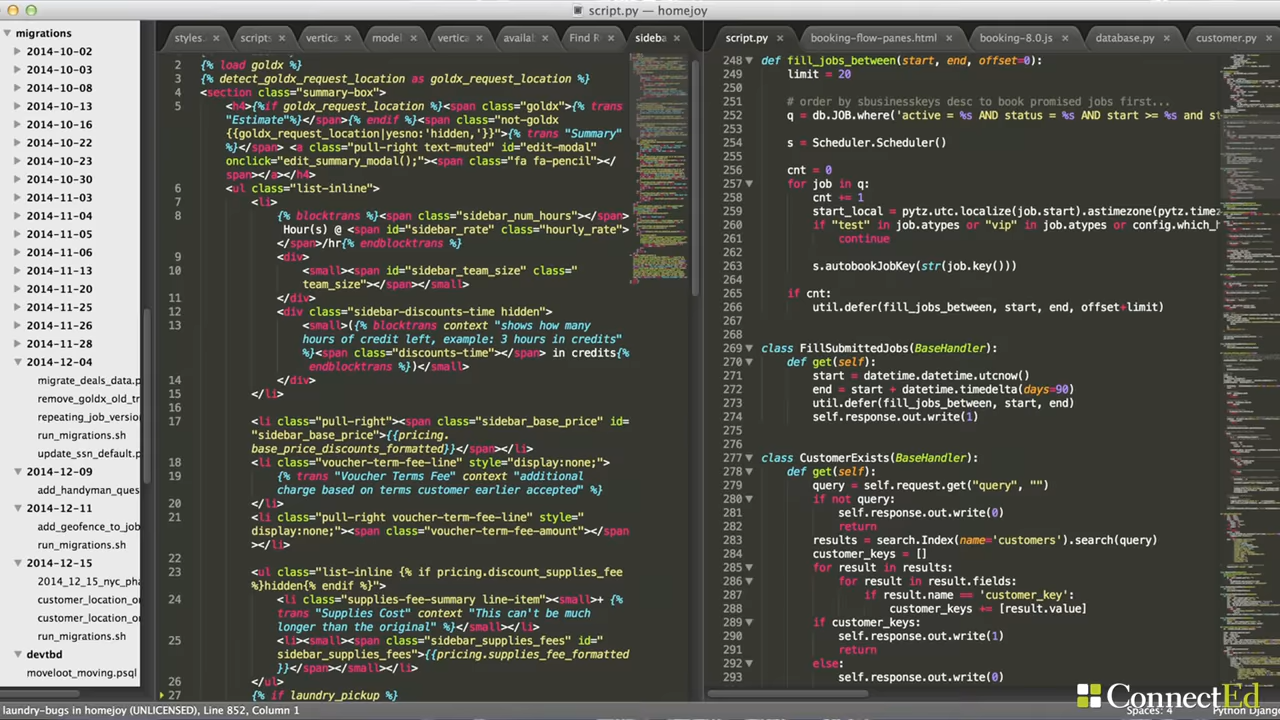 script.py — homejoy
migrations
2014-10-02
2014-10-03
2014-10-08
2014-10-13
2014-10-16
2014-10-22
2014-10-23
2014-10-30
2014-11-03
2014-11-04
2014-11-05
2014-11-06
2014-11-13
2014-11-20
2014-11-25
2014-11-26
2014-11-28
2014-12-04
migrate_deals_data.p
remove_goldx_old_tr
repeating_job_version
run_migrations.sh
update_ssn_default.p
2014-12-09
add_handyman_ques
2014-12-11
add_geofence_to_job
run_migrations.sh
2014-12-15
2014_12_15_nyc_pha
customer_location_or
customer_location_or
run_migrations.sh
devtbd
moveloot_moving.psql
styles. × scripts × vertica × model × vertica × availa × Find R × sideba ×
2 {% load goldx %}
3 {% detect_goldx_request_location as goldx_request_location %}
4 <section class="summary-box">
5 <h4>{%if goldx_request_location %}<span class="goldx">{% trans
"Estimate"%}</span>{% endif %}<span class="not-goldx
{{goldx_request_location|yesno:'hidden,'}}">{% trans "Summary"
%}</span> <a class="pull-right text-muted" id="edit-modal"
onclick="edit_summary_modal();"><span class="fa fa-pencil"></
span></a></h4>
6 <ul class="list-inline">
7 <li>
8 {% blocktrans %}<span class="sidebar_num_hours"></span>
Hour(s) @ <span id="sidebar_rate" class="hourly_rate">
</span>/hr{% endblocktrans %}
9 <div>
10 <small><span id="sidebar_team_size" class="
team_size"></span></small>
11 </div>
12 <div class="sidebar-discounts-time hidden">
13 <small>({% blocktrans context "shows how many
hours of credit left, example: 3 hours in credits"
%}<span class="discounts-time"></span> in credits{%
endblocktrans %})</small>
14 </div>
15 </li>
16
17 <li class="pull-right"><span class="sidebar_base_price" id=
"sidebar_base_price">{{pricing.
base_price_discounts_formatted}}</span></li>
18 <li class="voucher-term-fee-line" style="display:none;">
19 {% trans "Voucher Terms Fee" context "additional
charge based on terms customer earlier accepted" %}
20 </li>
21 <li class="pull-right voucher-term-fee-line" style="
display:none;"><span class="voucher-term-fee-amount"></span
></li>
22
23 <ul class="list-inline {% if pricing.discount_supplies_fee
%}hidden{% endif %}">
24 <li class="supplies-fee-summary line-item"><small>+ {%
trans "Supplies Cost" context "This can't be much
longer than the original" %}</small></li>
25 <li><small><span class="sidebar_supplies_fees" id="
sidebar_supplies_fees">{{pricing.supplies_fee_formatted
}}</span></small></li>
26 </ul>
27 {% if laundry_pickup %}
script.py × booking-flow-panes.html × booking-8.0.js × database.py × customer.py ×
248 def fill_jobs_between(start, end, offset=0):
249 limit = 20
250
251 # order by sbusinesskeys desc to book promised jobs first...
252 q = db.JOB.where('active = %s AND status = %s AND start >= %s and st
253
254 s = Scheduler.Scheduler()
255
256 cnt = 0
257 for job in q:
258 cnt += 1
259 start_local = pytz.utc.localize(job.start).astimezone(pytz.time
260 if "test" in job.atypes or "vip" in job.atypes or config.which_h
261 continue
262
263 s.autobookJobKey(str(job.key()))
264
265 if cnt:
266 util.defer(fill_jobs_between, start, end, offset+limit)
267
268
269 class FillSubmittedJobs(BaseHandler):
270 def get(self):
271 start = datetime.datetime.utcnow()
272 end = start + datetime.timedelta(days=90)
273 util.defer(fill_jobs_between, start, end)
274 self.response.out.write(1)
275
276
277 class CustomerExists(BaseHandler):
278 def get(self):
279 query = self.request.get("query", "")
280 if not query:
281 self.response.out.write(0)
282 return
283 results = search.Index(name='customers').search(query)
284 customer_keys = []
285 for result in results:
286 for result in result.fields:
287 if result.name == 'customer_key':
288 customer_keys += [result.value]
289 if customer_keys:
290 self.response.out.write(1)
291 return
292 else:
293 self.response.out.write(0)
laundry-bugs in homejoy (UNLICENSED), Line 852, Column 1
Spaces: 4
Python Django
ConnectEd